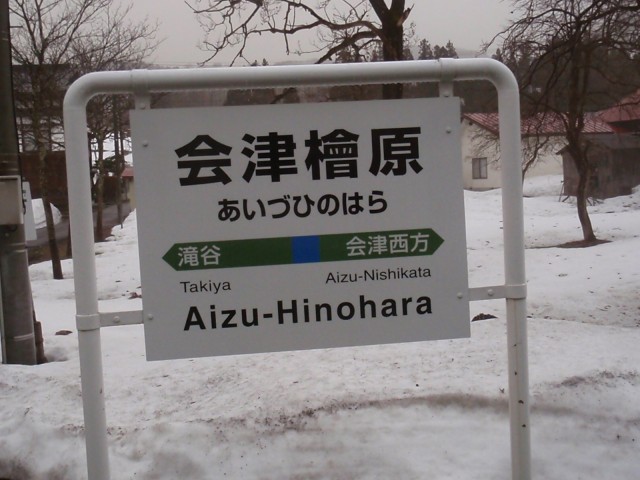 会津檜原
あいづひのはら
滝谷 会津西方
Takiya Aizu-Nishikata
Aizu-Hinohara